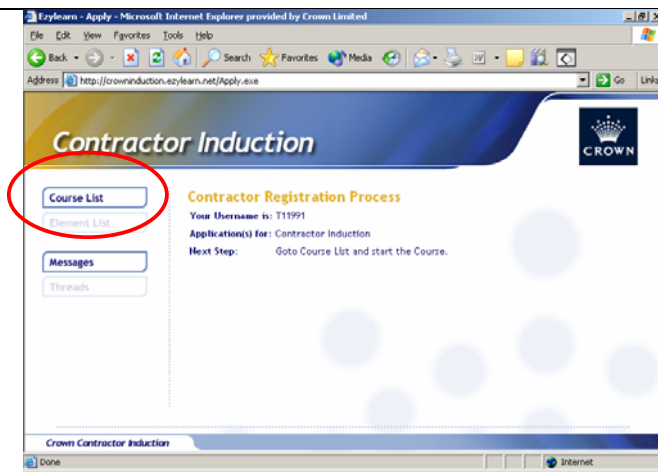 Ezylearn - Apply - Microsoft Internet Explorer provided by Crown Limited
File Edit View Favorites Tools Help
Back Search Favorites Media
Address http://crowninduction.ezylearn.net/Apply.exe Go Links
Contractor Induction
CROWN
Course List
Element List
Messages
Threads
Contractor Registration Process
Your Username is: T11991
Application(s) for: Contractor Induction
Next Step: Goto Course List and start the Course.
Crown Contractor Induction
Done Internet